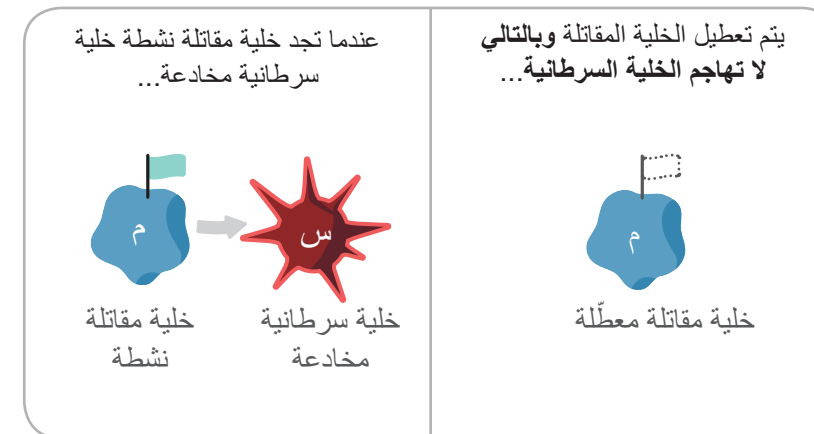 عندما تجد خلية مقاتلة نشطة خلية
سرطانية مخادعة...
م
س
خلية مقاتلة
نشطة
خلية سرطانية
مخادعة
يتم تعطيل الخلية المقاتلة وبالتالي
لا تهاجم الخلية السرطانية...
م
خلية مقاتلة معطّلة